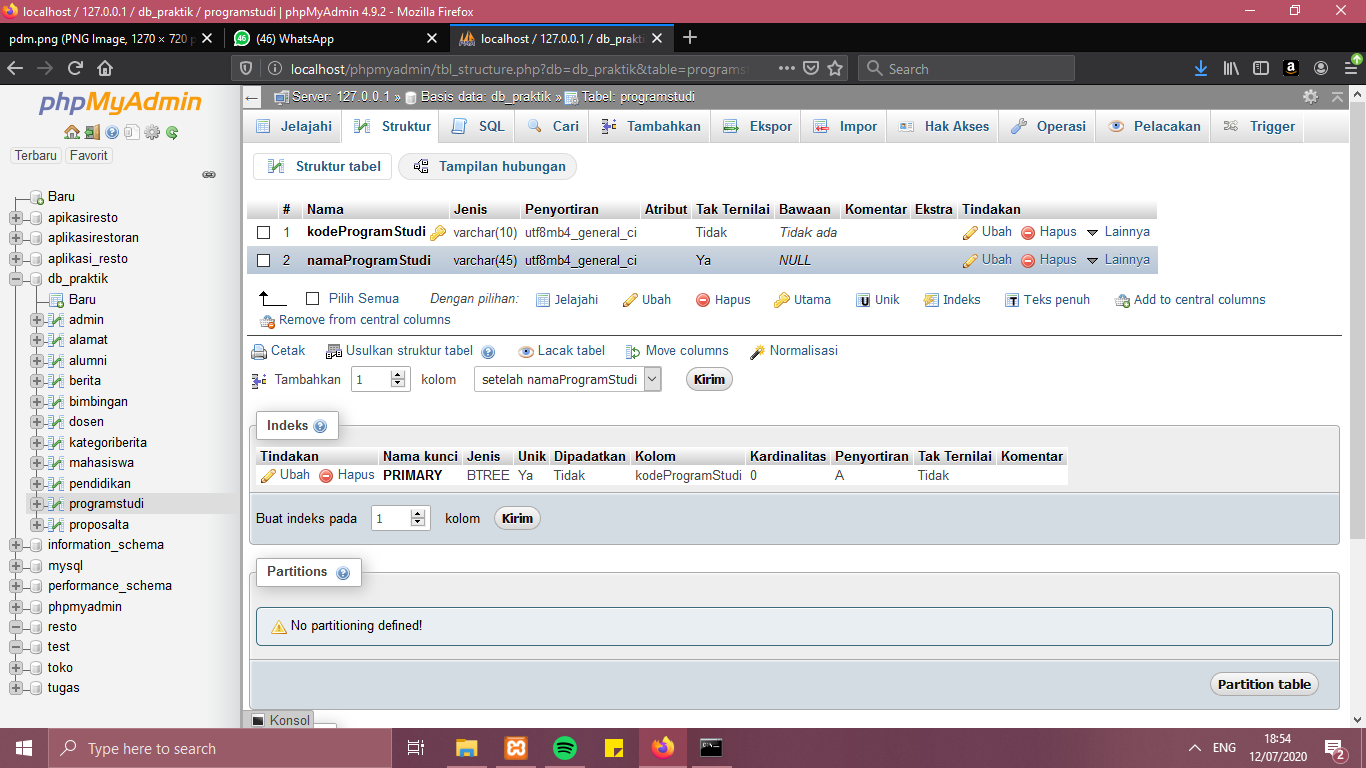 localhost / 127.0.0.1 / db_praktik / programstudi | phpMyAdmin 4.9.2 - Mozilla Firefox
pdm.png (PNG Image, 1270 × 720 p
(46) WhatsApp
localhost / 127.0.0.1 / db_prakt
localhost/phpmyadmin/tbl_structure.php?db=db_praktik&table=programs
Search
phpMyAdmin
Terbaru Favorit
Baru
apikasiresto
aplikasirestoran
aplikasi_resto
db_praktik
Baru
admin
alamat
alumni
berita
bimbingan
dosen
kategoriberita
mahasiswa
pendidikan
programstudi
proposalta
information_schema
mysql
performance_schema
phpmyadmin
resto
test
toko
tugas
Server: 127.0.0.1 » Basis data: db_praktik » Tabel: programstudi
Jelajahi Struktur SQL Cari Tambahkan Ekspor Impor Hak Akses Operasi Pelacakan Trigger
Struktur tabel Tampilan hubungan
# Nama Jenis Penyortiran Atribut Tak Ternilai Bawaan Komentar Ekstra Tindakan
1 kodeProgramStudi varchar(10) utf8mb4_general_ci Tidak Tidak ada Ubah Hapus Lainnya
2 namaProgramStudi varchar(45) utf8mb4_general_ci Ya NULL Ubah Hapus Lainnya
Pilih Semua Dengan pilihan: Jelajahi Ubah Hapus Utama Unik Indeks Teks penuh Add to central columns
Remove from central columns
Cetak Usulkan struktur tabel Lacak tabel Move columns Normalisasi
Tambahkan 1 kolom setelah namaProgramStudi Kirim
Indeks
Tindakan Nama kunci Jenis Unik Dipadatkan Kolom Kardinalitas Penyortiran Tak Ternilai Komentar
Ubah Hapus PRIMARY BTREE Ya Tidak kodeProgramStudi 0 A Tidak
Buat indeks pada 1 kolom Kirim
Partitions
No partitioning defined!
Partition table
Konsol
Type here to search
ENG
18:54
12/07/2020
2